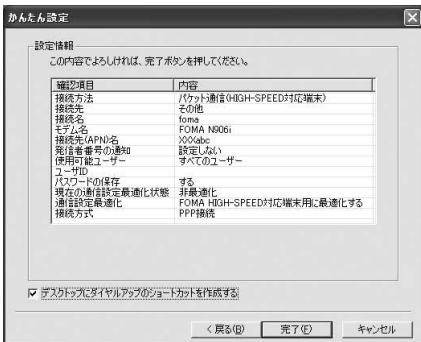 かんたん設定
設定情報
この内容でよろしければ、完了ボタンを押してください。
確認項目 内容
接続方法 パケット通信(HIGH-SPEED対応端末)
接続先 その他
接続名 foma
モデム名 FOMA N906i
接続先(APN)名 XXXabc
発信者番号の通知 設定しない
使用可能ユーザー すべてのユーザー
ユーザID
パスワードの保存 する
現在の通信設定最適化状態 非最適化
通信設定最適化 FOMA HIGH-SPEED対応端末用に最適化する
接続方式 PPP接続
デスクトップにダイヤルアップのショートカットを作成する
< 戻る(B) 完了(F) キャンセル